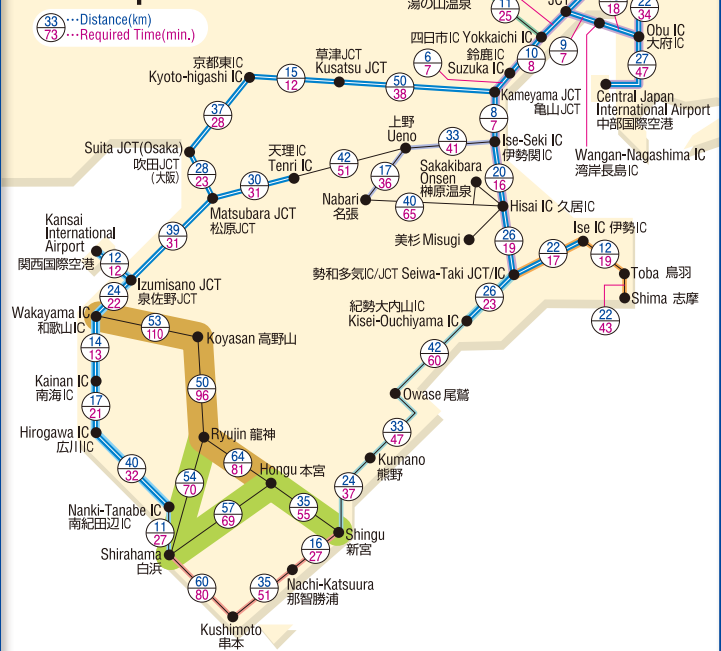 33 ···Distance(km)
73 ···Required Time(min.)
湯の山温泉
11
25
JCT
18
22
34
四日市IC Yokkaichi IC
Obu IC
大府IC
鈴鹿IC
Suzuka IC
6
7
10
8
9
7
27
47
京都東IC
Kyoto-higashi IC
15
12
草津JCT
Kusatsu JCT
50
38
Kameyama JCT
亀山JCT
Central Japan
International Airport
中部国際空港
37
28
8
7
Wangan-Nagashima IC
湾岸長島IC
Suita JCT(Osaka)
吹田JCT
(大阪)
28
23
天理IC
Tenri IC
30
31
42
51
上野
Ueno
33
41
Ise-Seki IC
伊勢関IC
17
36
Sakakibara
Onsen
榊原温泉
20
16
Nabari
名張
40
65
Hisai IC 久居IC
Matsubara JCT
松原JCT
美杉 Misugi
26
19
Kansai
International
Airport
関西国際空港
12
12
39
31
Ise IC 伊勢IC
22
17
12
19
勢和多気IC/JCT Seiwa-Taki JCT/IC
Toba 鳥羽
Shima 志摩
22
43
Izumisano JCT
泉佐野JCT
24
22
26
23
紀勢大内山IC
Kisei-Ouchiyama IC
Wakayama IC
和歌山IC
53
110
Koyasan 高野山
14
13
42
60
Kainan IC
南海IC
50
96
Owase 尾鷲
17
21
Hirogawa IC
広川IC
Ryujin 龍神
33
47
64
81
Kumano
熊野
40
32
54
70
Hongu 本宮
24
37
Nanki-Tanabe IC
南紀田辺IC
57
69
35
55
11
27
Shingu
新宮
Shirahama
白浜
16
27
Nachi-Katsuura
那智勝浦
60
80
35
51
Kushimoto
串本